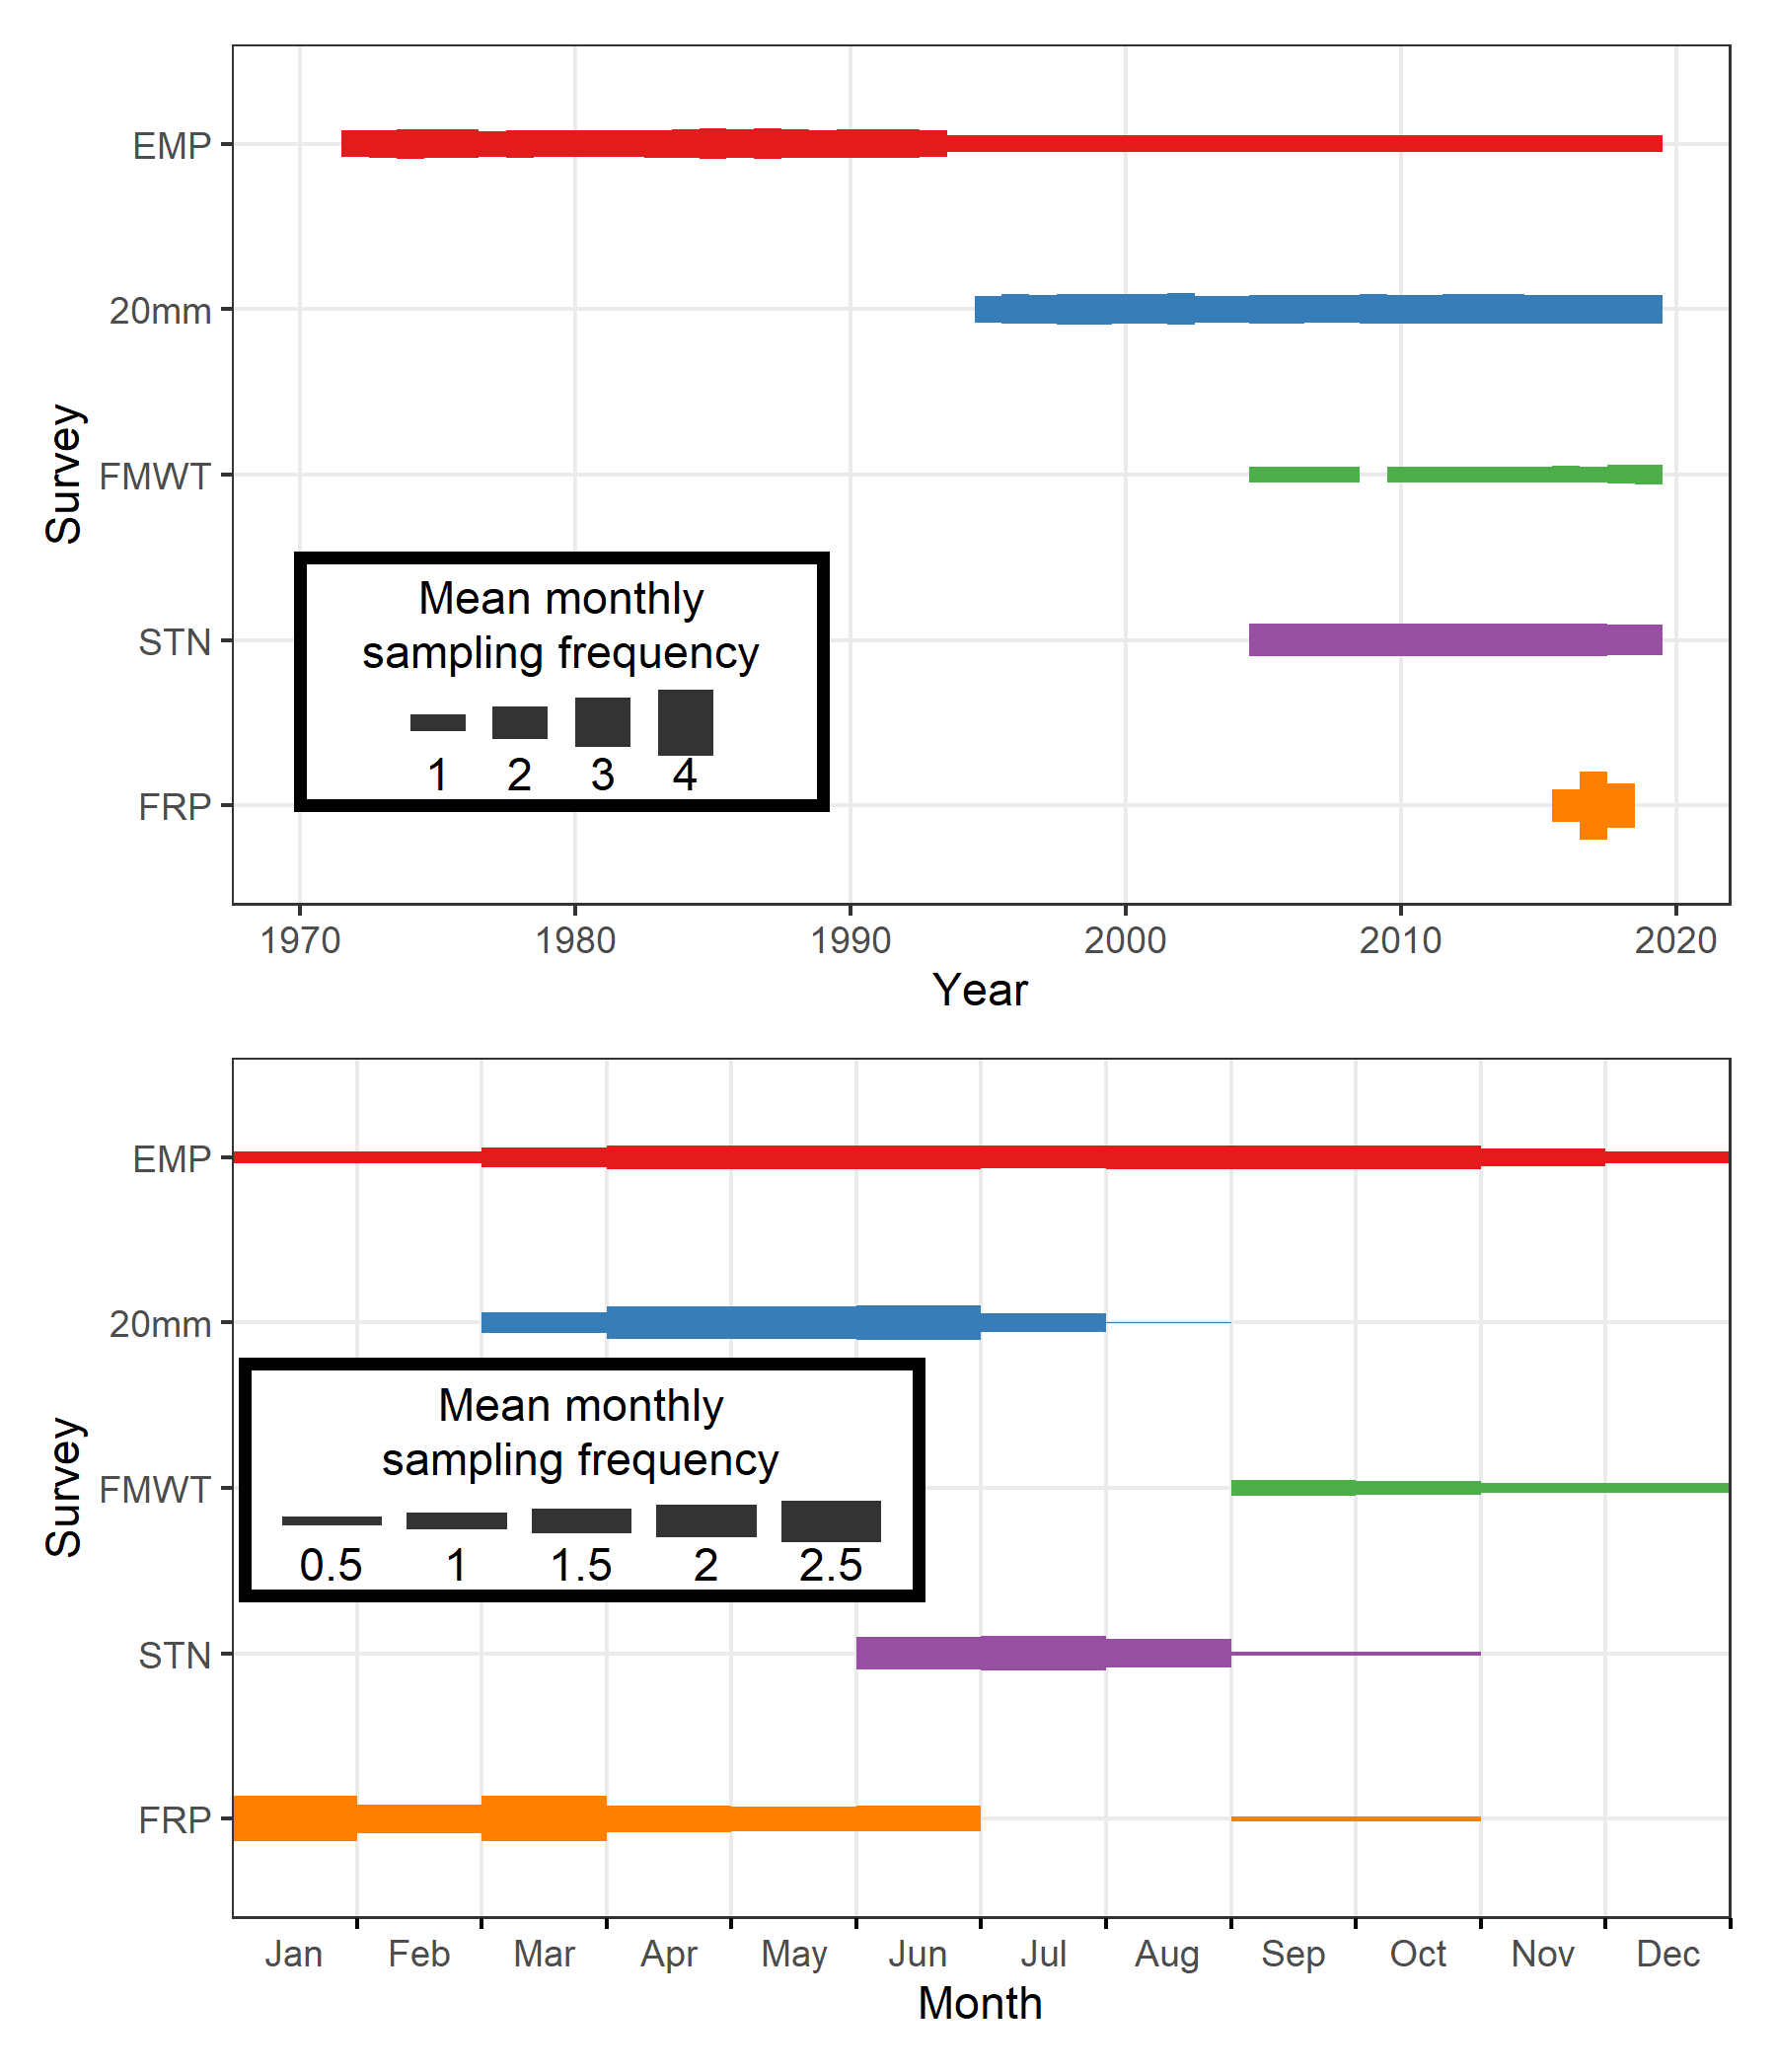 EMP
20mm
FMWT
STN
FRP
Survey
Mean monthly
sampling frequency
1 2 3 4
1970 1980 1990 2000 2010 2020
Year
EMP
20mm
FMWT
STN
FRP
Survey
Mean monthly
sampling frequency
0.5 1 1.5 2 2.5
Jan Feb Mar Apr May Jun Jul Aug Sep Oct Nov Dec
Month